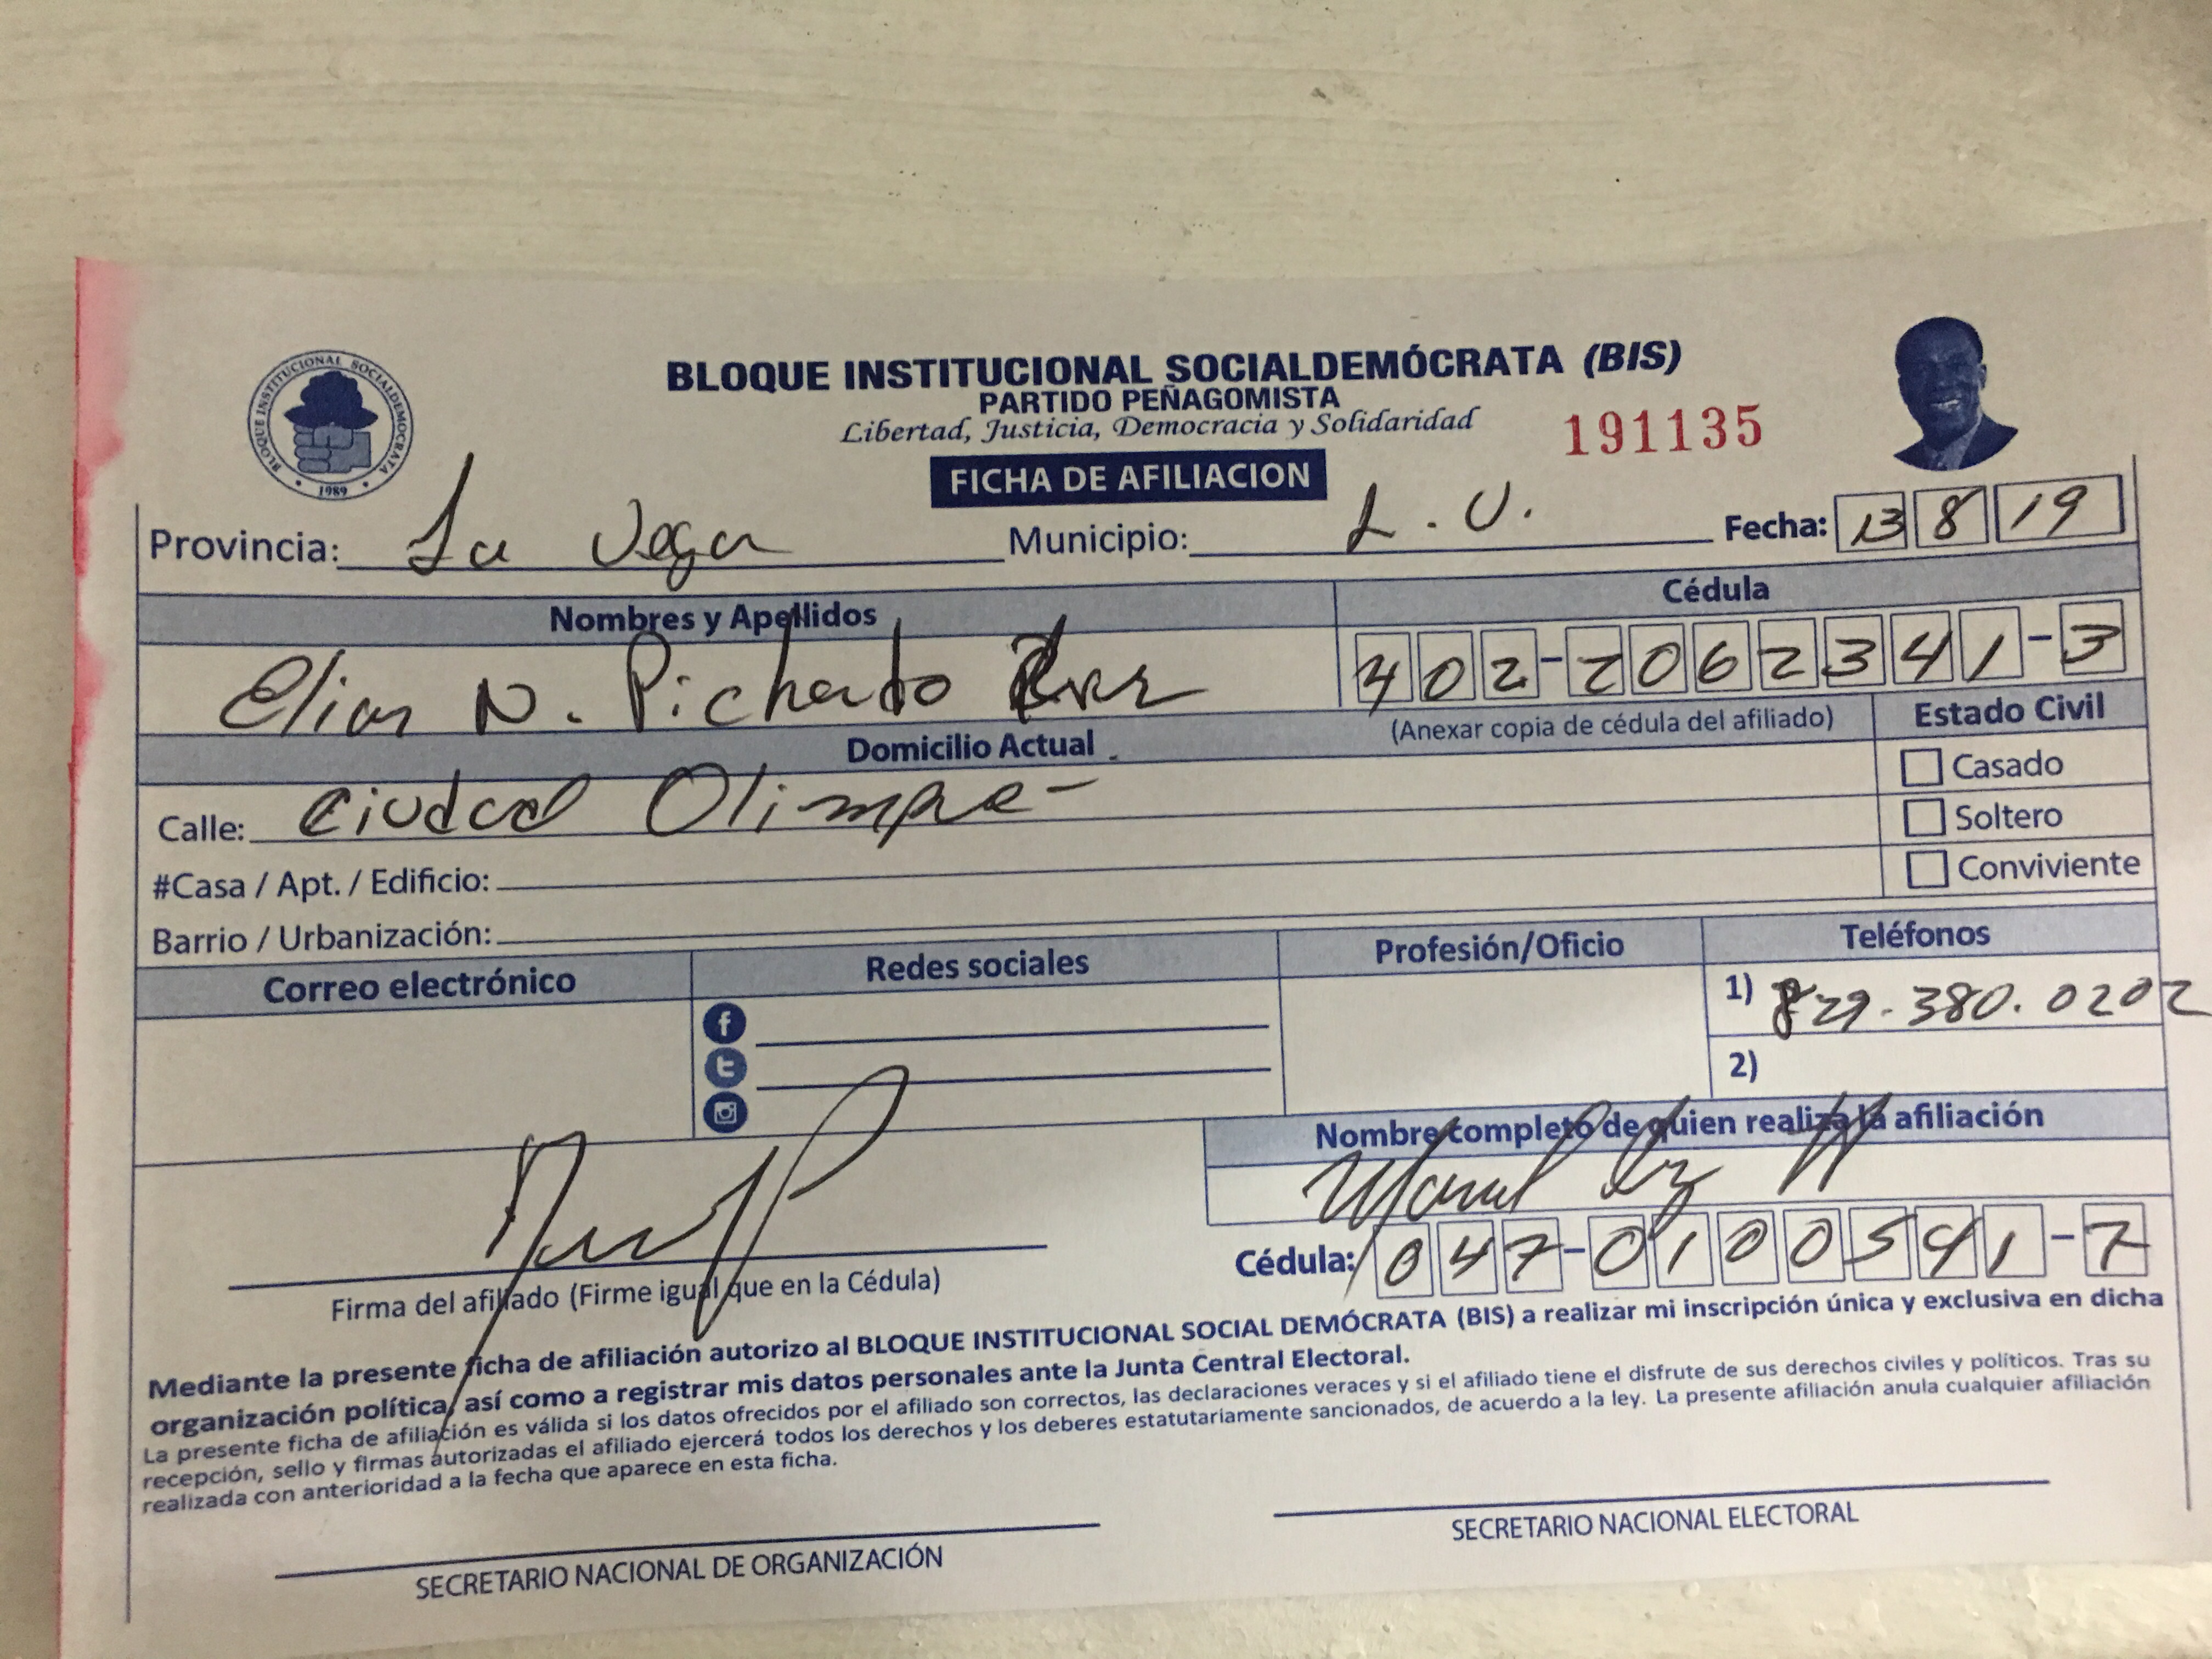 BLOQUE INSTITUCIONAL SOCIALDEMÓCRATA
1989
BLOQUE INSTITUCIONAL SOCIALDEMÓCRATA (BIS)
PARTIDO PEÑAGOMISTA
Libertad, Justicia, Democracia y Solidaridad
191135
FICHA DE AFILIACION
Provincia: La Vega Municipio: L.V. Fecha: 13 8 19
Nombres y Apellidos Cédula
Elian N. Pichardo 402-2062341-3
(Anexar copia de cédula del afiliado) Estado Civil
Domicilio Actual
Casado
Calle: Ciudad Olimpa
Soltero
#Casa / Apt. / Edificio:
Conviviente
Barrio / Urbanización:
Correo electrónico Redes sociales Profesión/Oficio Teléfonos
1) 829.380.0202
2)
Nombre completo de quien realiza la afiliación
Manuel
Cédula: 047-0100541-7
Firma del afiliado (Firme igual que en la Cédula)
Mediante la presente ficha de afiliación autorizo al BLOQUE INSTITUCIONAL SOCIAL DEMÓCRATA (BIS) a realizar mi inscripción única y exclusiva en dicha
organización política, así como a registrar mis datos personales ante la Junta Central Electoral.
La presente ficha de afiliación es válida si los datos ofrecidos por el afiliado son correctos, las declaraciones veraces y si el afiliado tiene el disfrute de sus derechos civiles y políticos. Tras su
recepción, sello y firmas autorizadas el afiliado ejercerá todos los derechos y los deberes estatutariamente sancionados, de acuerdo a la ley. La presente afiliación anula cualquier afiliación
realizada con anterioridad a la fecha que aparece en esta ficha.
SECRETARIO NACIONAL DE ORGANIZACIÓN
SECRETARIO NACIONAL ELECTORAL